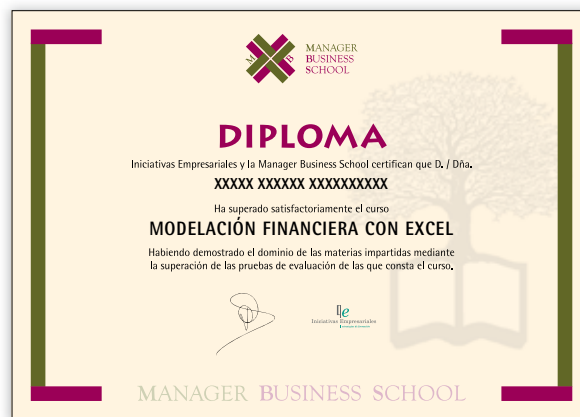 M B
MANAGER
BUSINESS
SCHOOL
DIPLOMA
Iniciativas Empresariales y la Manager Business School certifican que D. / Dña.
XXXXX XXXXXX XXXXXXXXXX
Ha superado satisfactoriamente el curso
MODELACIÓN FINANCIERA CON EXCEL
Habiendo demostrado el dominio de las materias impartidas mediante
la superación de las pruebas de evaluación de las que consta el curso.
Iniciativas Empresariales
MANAGER BUSINESS SCHOOL